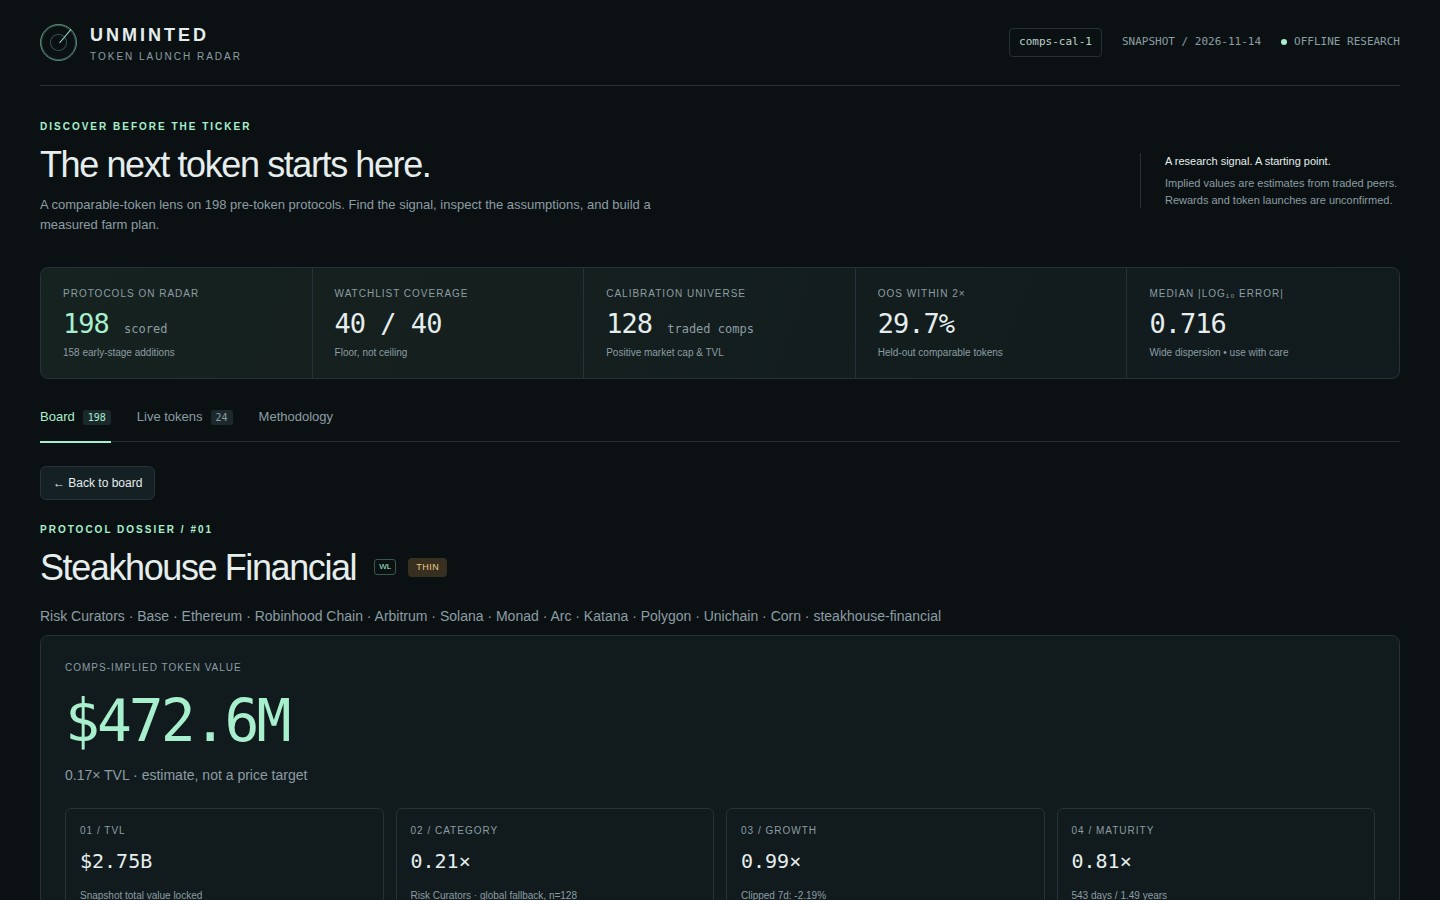 UNMINTED
TOKEN LAUNCH RADAR
comps-cal-1
SNAPSHOT / 2026-11-14
OFFLINE RESEARCH
DISCOVER BEFORE THE TICKER
The next token starts here.
A comparable-token lens on 198 pre-token protocols. Find the signal, inspect the assumptions, and build a
measured farm plan.
A research signal. A starting point.
Implied values are estimates from traded peers.
Rewards and token launches are unconfirmed.
PROTOCOLS ON RADAR
198 scored
158 early-stage additions
WATCHLIST COVERAGE
40 / 40
Floor, not ceiling
CALIBRATION UNIVERSE
128 traded comps
Positive market cap & TVL
OOS WITHIN 2×
29.7%
Held-out comparable tokens
MEDIAN |LOG₁₀ ERROR|
0.716
Wide dispersion • use with care
Board 198
Live tokens 24
Methodology
← Back to board
PROTOCOL DOSSIER / #01
Steakhouse Financial WL THIN
Risk Curators · Base · Ethereum · Robinhood Chain · Arbitrum · Solana · Monad · Arc · Katana · Polygon · Unichain · Corn · steakhouse-financial
COMPS-IMPLIED TOKEN VALUE
$472.6M
0.17× TVL · estimate, not a price target
01 / TVL
$2.75B
Snapshot total value locked
02 / CATEGORY
0.21×
Risk Curators · global fallback, n=128
03 / GROWTH
0.99×
Clipped 7d: -2.19%
04 / MATURITY
0.81×
543 days / 1.49 years